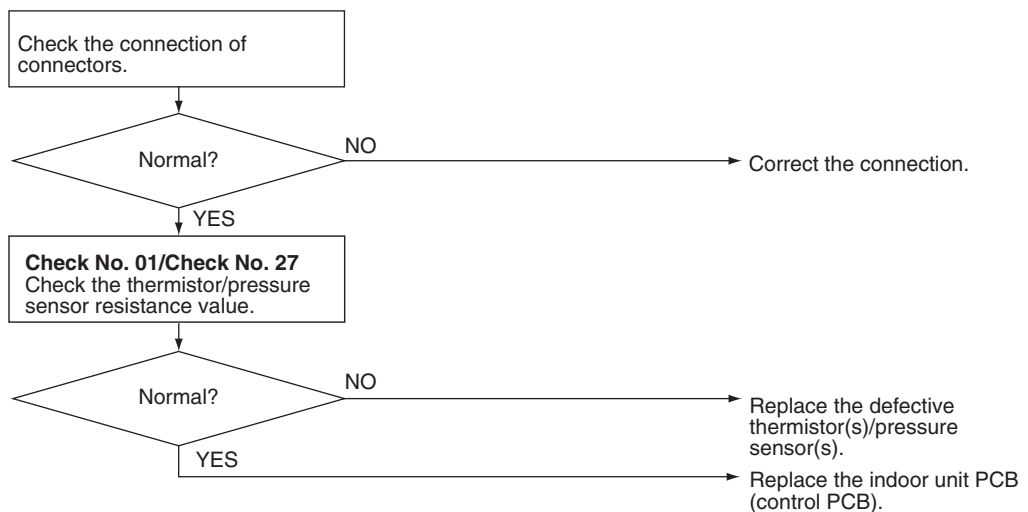 Check the connection of
connectors.
Normal?
NO
Correct the connection.
YES
Check No. 01/Check No. 27
Check the thermistor/pressure
sensor resistance value.
Normal?
NO
Replace the defective
thermistor(s)/pressure
sensor(s).
YES
Replace the indoor unit PCB
(control PCB).